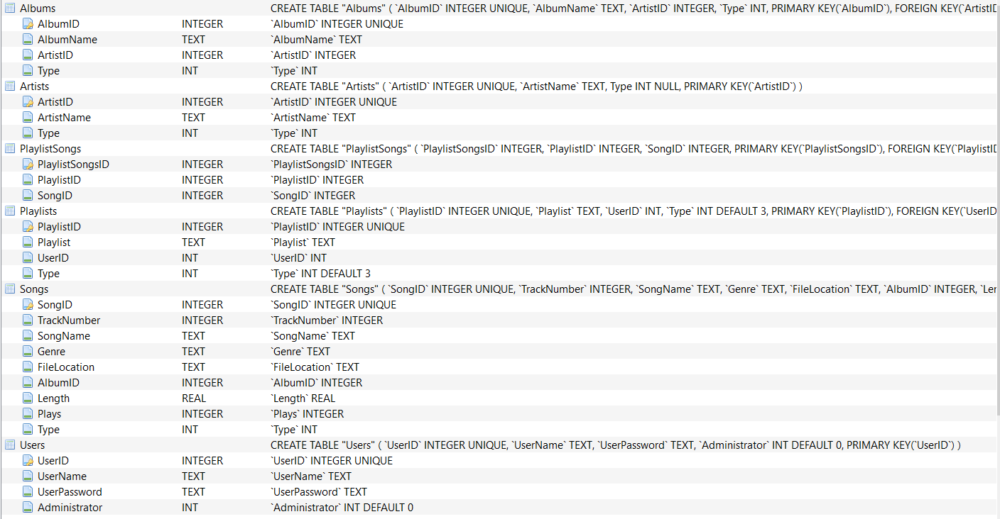 Albums CREATE TABLE "Albums" ( `AlbumID` INTEGER UNIQUE, `AlbumName` TEXT, `ArtistID` INTEGER, `Type` INT, PRIMARY KEY(`AlbumID`), FOREIGN KEY(`ArtistID
AlbumID INTEGER `AlbumID` INTEGER UNIQUE
AlbumName TEXT `AlbumName` TEXT
ArtistID INTEGER `ArtistID` INTEGER
Type INT `Type` INT
Artists CREATE TABLE "Artists" ( `ArtistID` INTEGER UNIQUE, `ArtistName` TEXT, Type INT NULL, PRIMARY KEY(`ArtistID`) )
ArtistID INTEGER `ArtistID` INTEGER UNIQUE
ArtistName TEXT `ArtistName` TEXT
Type INT `Type` INT
PlaylistSongs CREATE TABLE "PlaylistSongs" ( `PlaylistSongsID` INTEGER, `PlaylistID` INTEGER, `SongID` INTEGER, PRIMARY KEY(`PlaylistSongsID`), FOREIGN KEY(`PlaylistID
PlaylistSongsID INTEGER `PlaylistSongsID` INTEGER
PlaylistID INTEGER `PlaylistID` INTEGER
SongID INTEGER `SongID` INTEGER
Playlists CREATE TABLE "Playlists" ( `PlaylistID` INTEGER UNIQUE, `Playlist` TEXT, `UserID` INT, `Type` INT DEFAULT 3, PRIMARY KEY(`PlaylistID`), FOREIGN KEY(`UserID
PlaylistID INTEGER `PlaylistID` INTEGER UNIQUE
Playlist TEXT `Playlist` TEXT
UserID INT `UserID` INT
Type INT `Type` INT DEFAULT 3
Songs CREATE TABLE "Songs" ( `SongID` INTEGER UNIQUE, `TrackNumber` INTEGER, `SongName` TEXT, `Genre` TEXT, `FileLocation` TEXT, `AlbumID` INTEGER, `Ler
SongID INTEGER `SongID` INTEGER UNIQUE
TrackNumber INTEGER `TrackNumber` INTEGER
SongName TEXT `SongName` TEXT
Genre TEXT `Genre` TEXT
FileLocation TEXT `FileLocation` TEXT
AlbumID INTEGER `AlbumID` INTEGER
Length REAL `Length` REAL
Plays INTEGER `Plays` INTEGER
Type INT `Type` INT
Users CREATE TABLE "Users" ( `UserID` INTEGER UNIQUE, `UserName` TEXT, `UserPassword` TEXT, `Administrator` INT DEFAULT 0, PRIMARY KEY(`UserID`) )
UserID INTEGER `UserID` INTEGER UNIQUE
UserName TEXT `UserName` TEXT
UserPassword TEXT `UserPassword` TEXT
Administrator INT `Administrator` INT DEFAULT 0